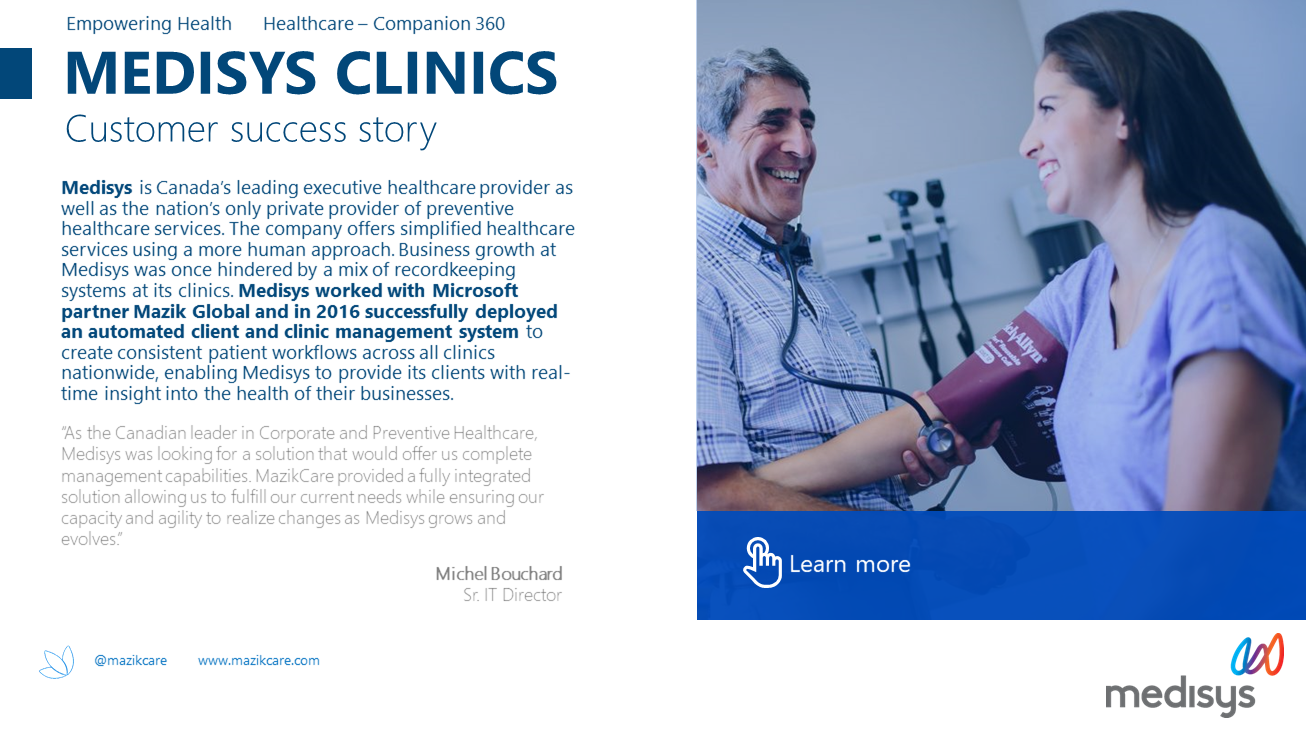 Empowering Health Healthcare – Companion 360
MEDISYS CLINICS
Customer success story
Medisys is Canada's leading executive healthcare provider as
well as the nation's only private provider of preventive
healthcare services. The company offers simplified healthcare
services using a more human approach. Business growth at
Medisys was once hindered by a mix of recordkeeping
systems at its clinics. Medisys worked with Microsoft
partner Mazik Global and in 2016 successfully deployed
an automated client and clinic management system to
create consistent patient workflows across all clinics
nationwide, enabling Medisys to provide its clients with real-
time insight into the health of their businesses.
“As the Canadian leader in Corporate and Preventive Healthcare,
Medisys was looking for a solution that would offer us complete
management capabilities. MazikCare provided a fully integrated
solution allowing us to fulfill our current needs while ensuring our
capacity and agility to realize changes as Medisys grows and
evolves.”
Michel Bouchard
Sr. IT Director
@mazikcare www.mazikcare.com
WelchAllyn
Learn more
medisys